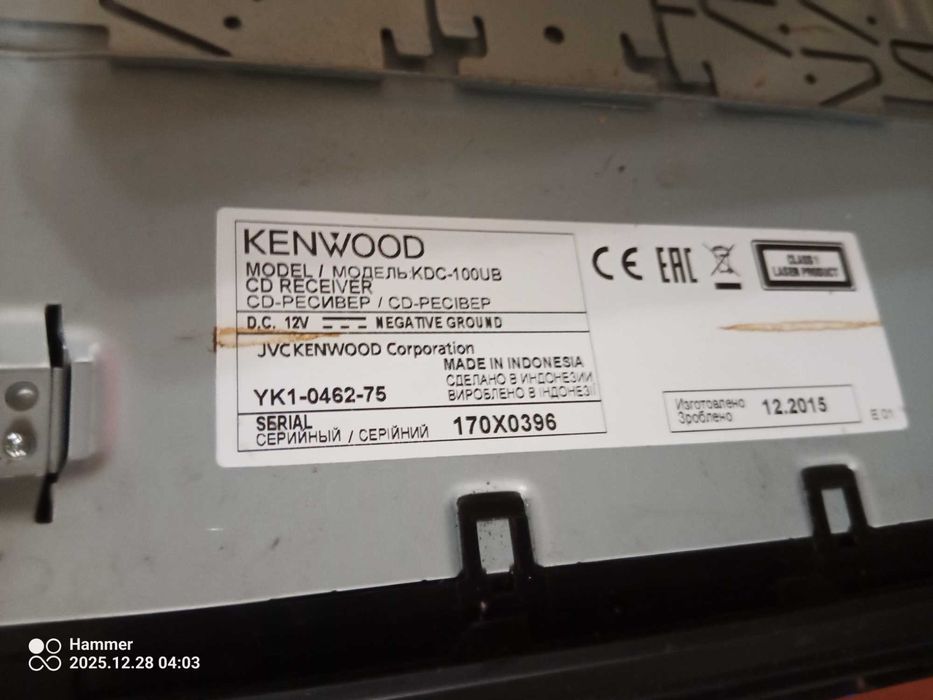 KENWOOD
MODEL / МОДЕЛЬ:KDC-100UB
CD RECEIVER
CD-РЕСИВЕР / CD-РЕСІВЕР
D.C. 12V NEGATIVE GROUND
JVCKENWOOD Corporation
MADE IN INDONESIA
СДЕЛАНО В ИНДОНЕЗИИ
YK1-0462-75
ВИРОБЛЕНО В ІНДОНЕЗІЇ
SERIAL
СЕРИЙНЫЙ / СЕРІЙНИЙ 170X0396
CE EAC
CLASS 1
LASER PRODUCT
Изготовлено
Зроблено 12.2015
E 01
Hammer
2025.12.28 04:03